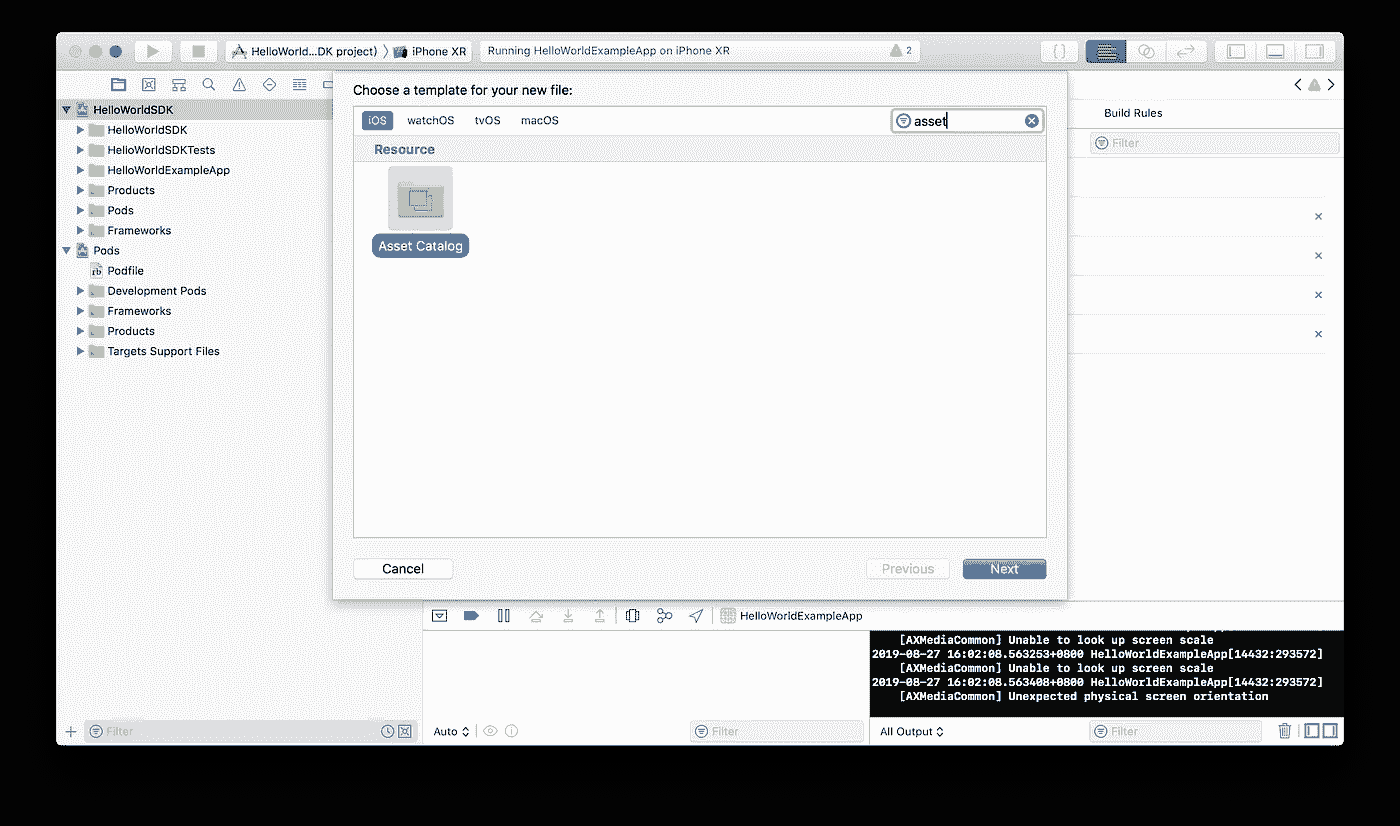 HelloWorld...DK project) 〉 iPhone XR
Running HelloWorldExampleApp on iPhone XR
2
Choose a template for your new file:
iOS watchOS tvOS macOS
asset
Resource
Asset Catalog
Cancel
Previous
Next
HelloWorldSDK
HelloWorldSDK
HelloWorldSDKTests
HelloWorldExampleApp
Products
Pods
Frameworks
Pods
rb Podfile
Development Pods
Frameworks
Products
Targets Support Files
Filter
Build Rules
Filter
HelloWorldExampleApp
[AXMediaCommon] Unable to look up screen scale
2019-08-27 16:02:08.563253+0800 HelloWorldExampleApp[14432:293572]
[AXMediaCommon] Unable to look up screen scale
2019-08-27 16:02:08.563408+0800 HelloWorldExampleApp[14432:293572]
[AXMediaCommon] Unexpected physical screen orientation
Auto
Filter
All Output
Filter